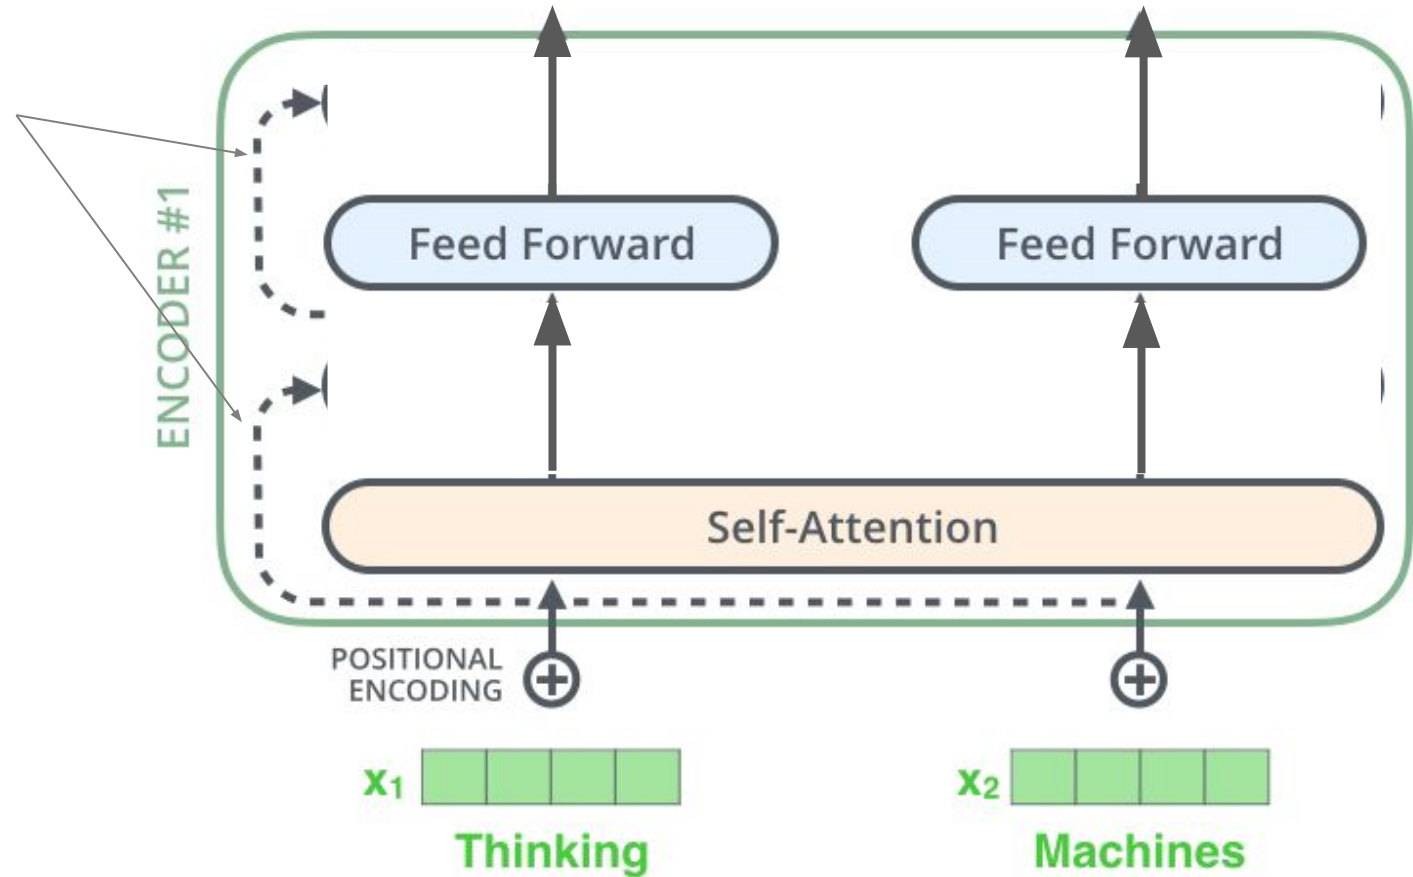 ENCODER #1
Feed Forward
Feed Forward
Self-Attention
POSITIONAL
ENCODING
x1
x2
Thinking
Machines